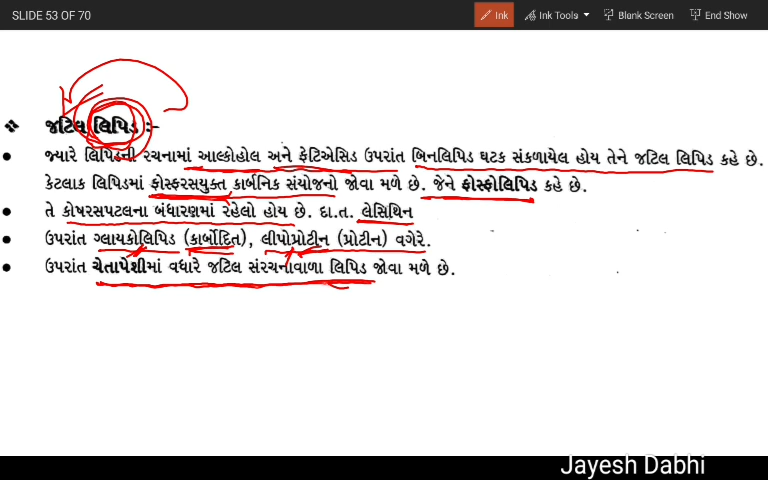 SLIDE 53 OF 70
Ink
Ink Tools
Blank Screen
End Show
❖ જટિલ લિપિડ :-
• જ્યારે લિપિડની રચનામાં આલ્કોહોલ અને ફેટિએસિડ ઉપરાંત બિનલિપિડ ઘટક સંકળાયેલ હોય તેને જટિલ લિપિડ કહે છે.
કેટલાક લિપિડમાં ફોસ્ફરસયુક્ત કાર્બનિક સંયોજનો જોવા મળે છે. જેને ફોસ્ફોલિપિડ કહે છે.
• તે કોષરસપટલના બંધારણમાં રહેલો હોય છે. દા.ત. લેસિથિન
• ઉપરાંત ગ્લાયકોલિપિડ (કાર્બોદિત), લીપોપ્રોટીન (પ્રોટીન) વગેરે.
• ઉપરાંત ચેતાપેશીમાં વધારે જટિલ સંરચનાવાળા લિપિડ જોવા મળે છે.
Jayesh Dabhi